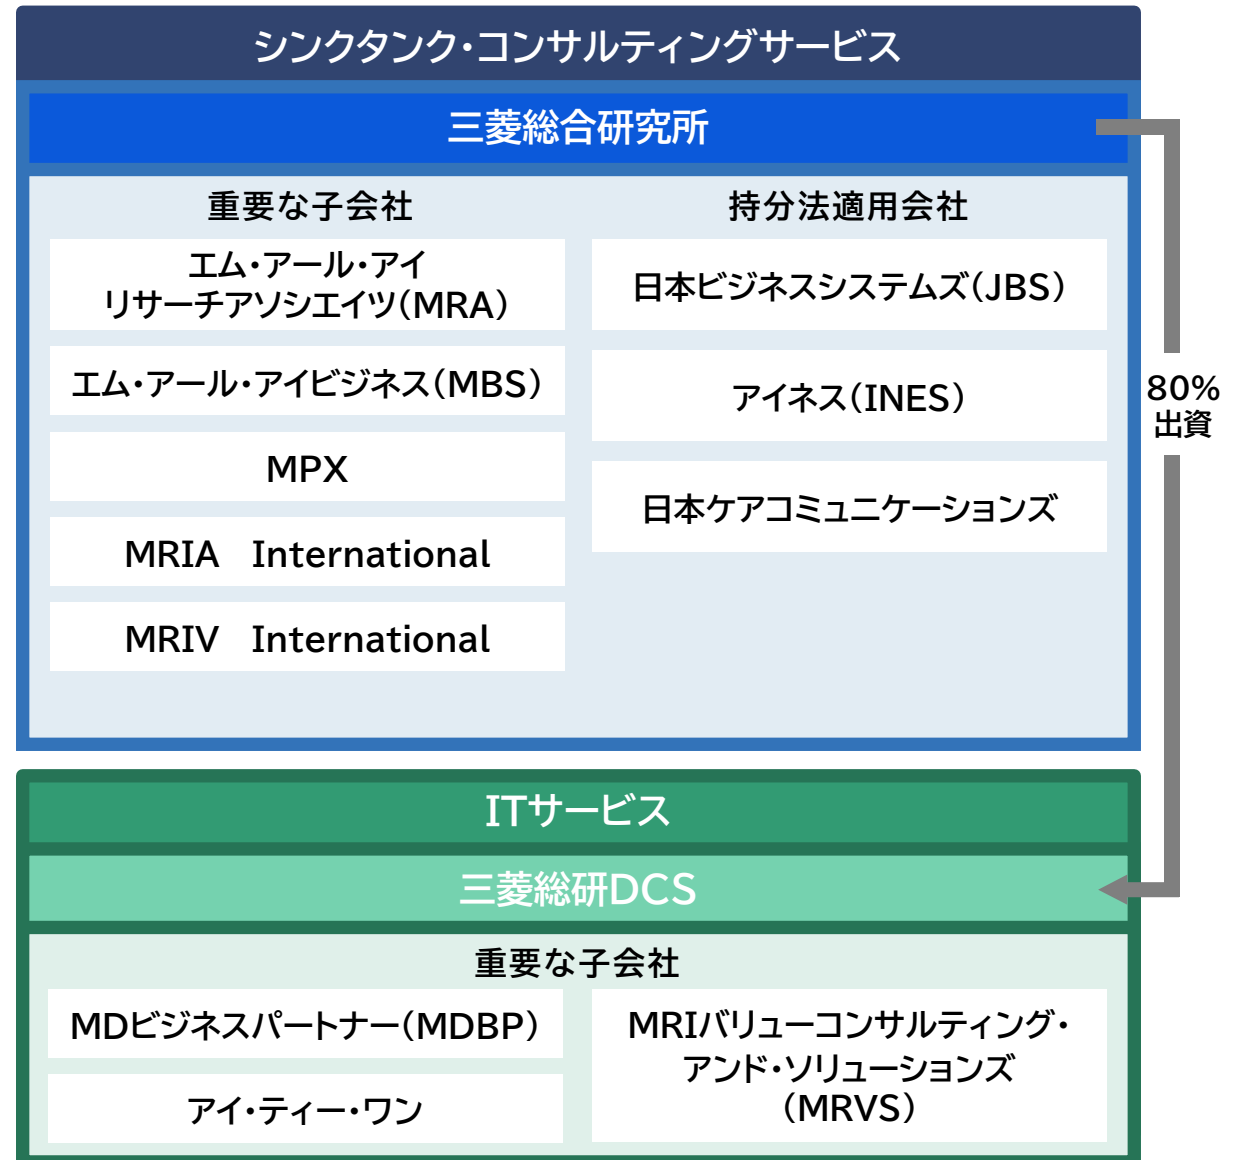 シンクタンク・コンサルティングサービス
三菱総合研究所
重要な子会社
エム・アール・アイ
リサーチアソシエイツ(MRA)
エム・アール・アイビジネス(MBS)
MPX
MRIA　International
MRIV　International
持分法適用会社
日本ビジネスシステムズ(JBS)
アイネス(INES)
日本ケアコミュニケーションズ
80%
出資
ITサービス
三菱総研DCS
重要な子会社
MDビジネスパートナー(MDBP)
アイ・ティー・ワン
MRIバリューコンサルティング・
アンド・ソリューションズ
(MRVS)